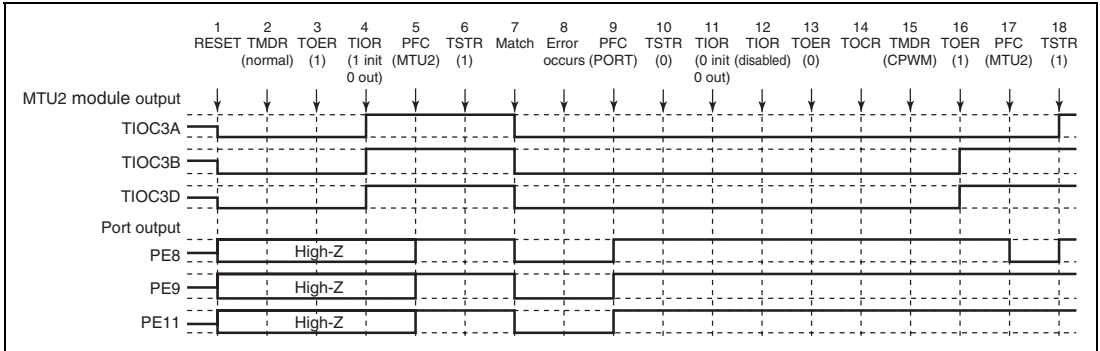 1 2 3 4 5 6 7 8 9 10 11 12 13 14 15 16 17 18
RESET TMDR TOER TIOR PFC TSTR Match Error PFC TSTR TIOR TIOR TOER TOCR TMDR TOER PFC TSTR
(normal) (1) (1 init (MTU2) (1) occurs (PORT) (0) (0 init (disabled) (0) (CPWM) (1) (MTU2) (1)
0 out) 0 out)
MTU2 module output
TIOC3A
TIOC3B
TIOC3D
Port output
PE8 High-Z
PE9 High-Z
PE11 High-Z